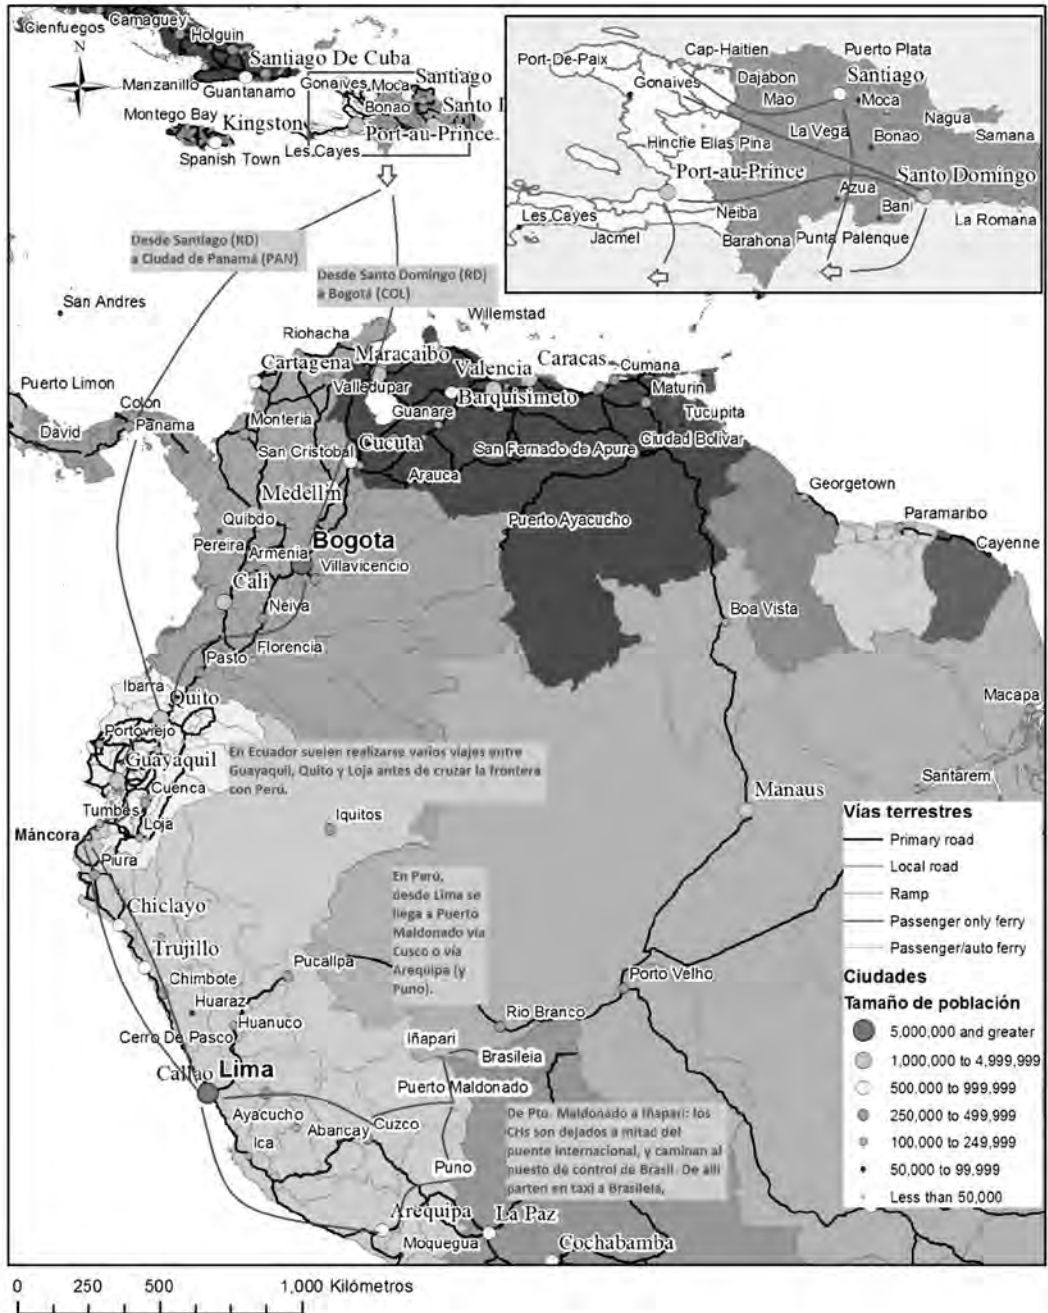 Camaguey
Cienfuegos
Holguin
N
Santiago De Cuba
Manzanillo
Guantanamo
Gonaives
Moca
Santiago
Montego Bay
Kingston
Bonao
Santo D
Port-au-Prince
Les Cayes
Spanish Town
Port-De-Paix
Cap-Haitien
Puerto Plata
Gonaives
Dajabon
Santiago
Mao
Moca
Nagua
La Vega
Bonao
Samana
Hinche
Elias Pina
Port-au-Prince
Santo Domingo
Azua
Bani
Les Cayes
Neiba
La Romana
Jacmel
Barahona
Punta Palenque
Desde Santiago (RD)
a Ciudad de Panamá (PAN)
Desde Santo Domingo (RD)
a Bogotá (COL)
San Andres
Willemstad
Riohacha
Cartagena
Maracaibo
Valencia
Caracas
Cumana
Puerto Limon
Valledupar
Barquisimeto
Maturin
Colón
Guanare
Tucupita
David
Panama
Monteria
Cucuta
Ciudad Bolivar
San Cristobal
San Fernado de Apure
Arauca
Medellin
Georgetown
Quibdo
Puerto Ayacucho
Paramaribo
Pereira
Armenia
Bogota
Cayenne
Villavicencio
Cali
Neiva
Boa Vista
Florencia
Pasto
Ibarra
Quito
Macapa
Portoviejo
En Ecuador suelen realizarse varios viajes entre
Guayaquil, Quito y Loja antes de cruzar la frontera
con Perú.
Guayaquil
Cuenca
Santarem
Manaus
Tumbes
Loja
Iquitos
Máncora
Piura
Vías terrestres
Primary road
Local road
Ramp
Passenger only ferry
Passenger/auto ferry
En Perú,
desde Lima se
llega a Puerto
Maldonado vía
Cusco o vía
Arequipa (y
Puno).
Chiclayo
Trujillo
Pucallpa
Chimbote
Porto Velho
Huaraz
Rio Branco
Huanuco
Cerro De Pasco
Iñapari
Brasileia
Ciudades
Tamaño de población
5,000,000 and greater
1,000,000 to 4,999,999
500,000 to 999,999
250,000 to 499,999
100,000 to 249,999
50,000 to 99,999
Less than 50,000
Callao
Lima
Puerto Maldonado
Ayacucho
Abancay
Cuzco
Ica
De Pto. Maldonado a Iñapari: los
CHs son dejados a mitad del
puente internacional, y caminan al
puesto de control de Brasil. De allí
parten en taxi a Brasileia,
Puno
Arequipa
La Paz
Moquegua
Cochabamba
0 250 500 1,000 Kilómetros